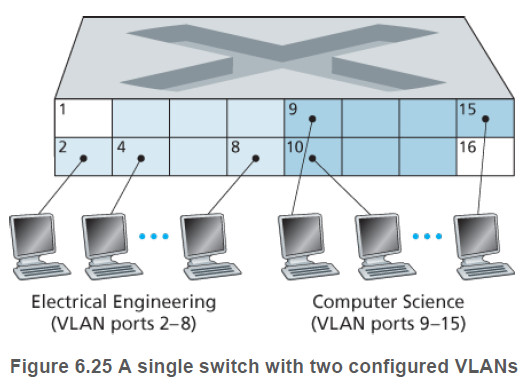 1 9 15
2 4 8 10 16
Electrical Engineering
(VLAN ports 2–8)
Computer Science
(VLAN ports 9–15)
Figure 6.25 A single switch with two configured VLANs